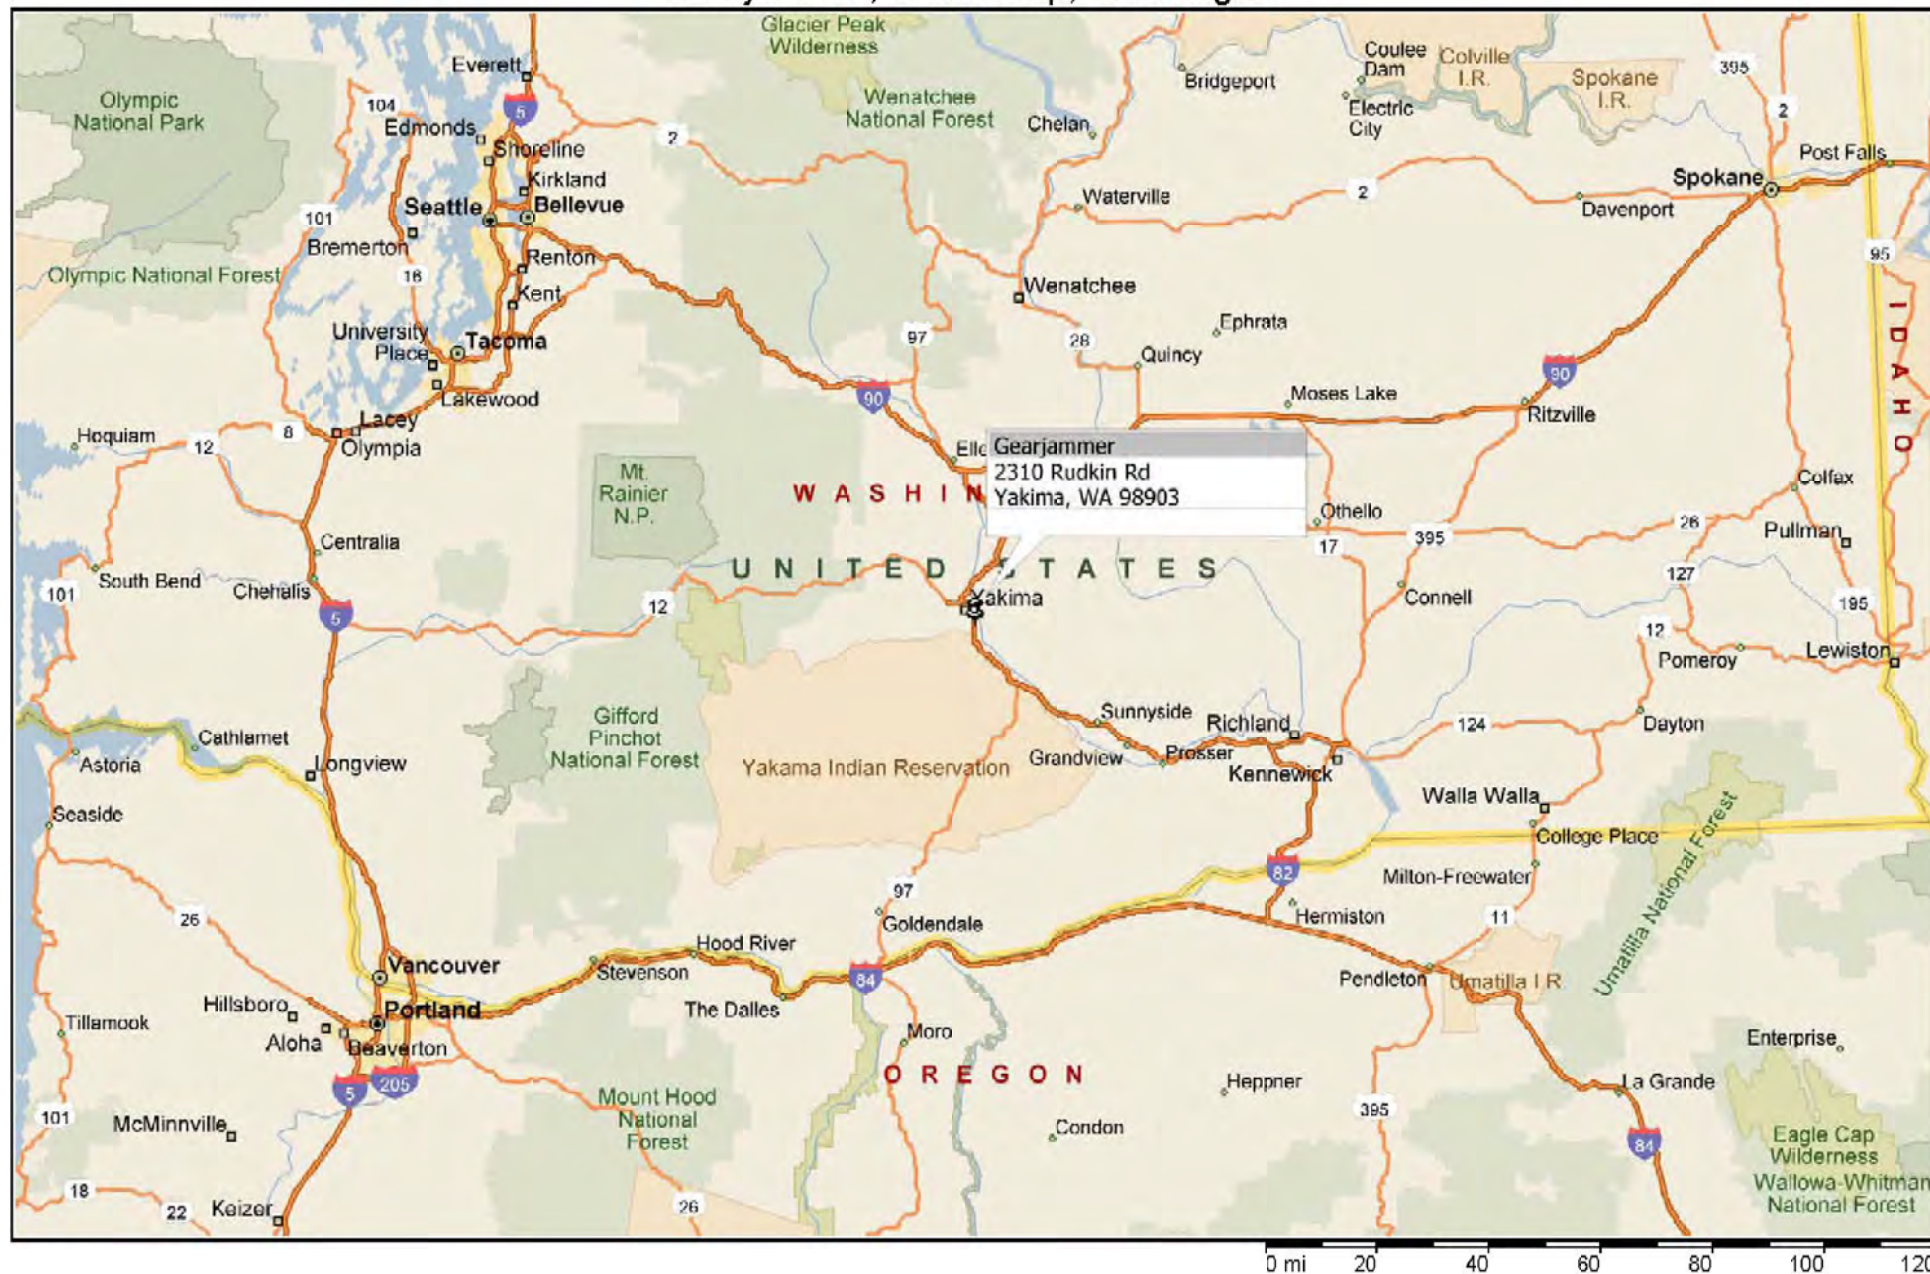 Glacier Peak
Wilderness
Everett
Olympic
National Park
104
5
Edmonds
Shoreline
2
Wenatchee
National Forest
Chelan
Bridgeport
Coulee
Dam
Electric
City
Colville
I.R.
Spokane
I.R.
395
2
Post Falls
Kirkland
Seattle
Bellevue
101
Bremerton
Olympic National Forest
16
Renton
Kent
Waterville
2
Davenport
Spokane
95
University
Place
Tacoma
Lakewood
Wenatchee
97
28
Ephrata
Quincy
90
Moses Lake
90
Ritzville
IDAHO
Hoquiam
12
8
Lacey
Olympia
Mt.
Rainier
N.P.
WASHIN
Elle
Gearjammer
2310 Rudkin Rd
Yakima, WA 98903
Othello
17
395
26
Colfax
Pullman
UNITED STATES
Centralia
South Bend
101
Chehalis
5
12
Yakima
Connell
127
195
12
Pomeroy
Lewiston
Cathlamet
Astoria
Longview
Seaside
Gifford
Pinchot
National Forest
Yakama Indian Reservation
Sunnyside
Grandview
Prosser
Richland
Kennewick
124
Dayton
Walla Walla
College Place
Umatilla National Forest
82
Milton-Freewater
97
Goldendale
26
Hermiston
11
Vancouver
Stevenson
Hood River
84
The Dalles
Pendleton
Umatilla I.R
Hillsboro
Portland
Aloha
Beaverton
Tillamook
Moro
OREGON
Enterprise
5
205
Heppner
La Grande
101
McMinnville
Mount Hood
National
Forest
Condon
395
84
Eagle Cap
Wilderness
Wallowa-Whitman
National Forest
18
22
Keizer
26
0 mi 20 40 60 80 100 120